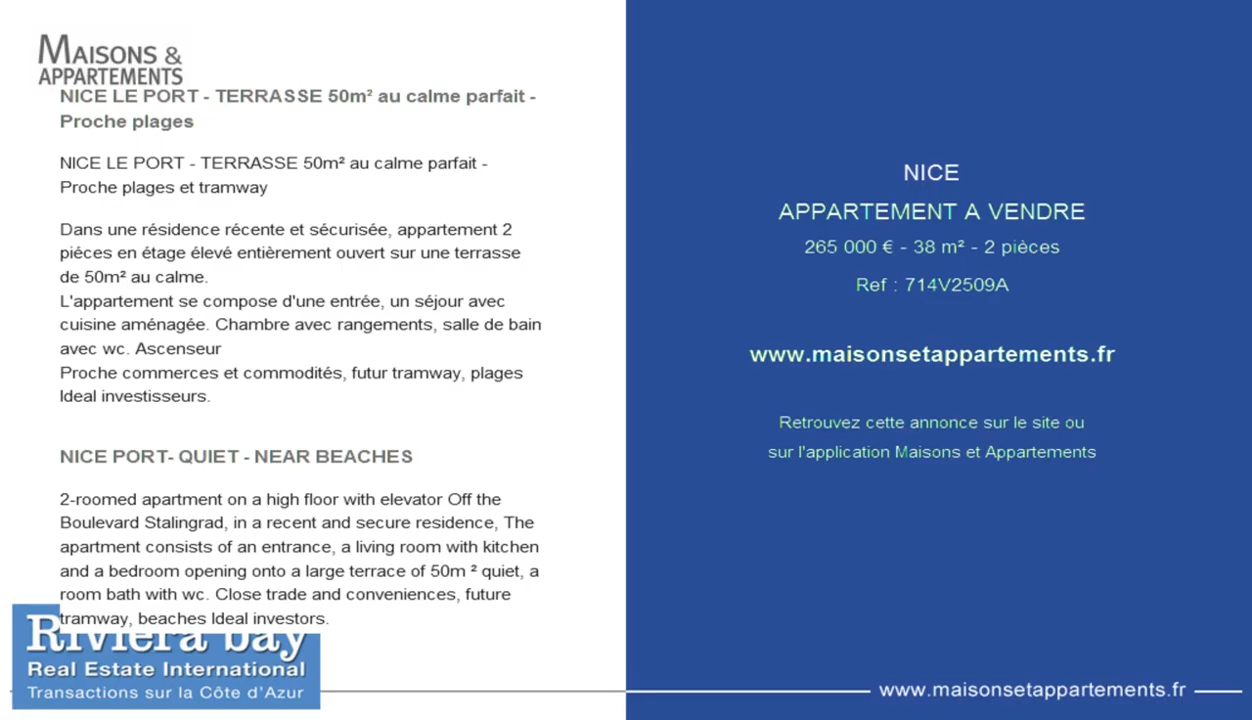 MAISONS &
APPARTEMENTS
NICE LE PORT - TERRASSE 50m² au calme parfait -
Proche plages
NICE LE PORT - TERRASSE 50m² au calme parfait -
Proche plages et tramway
Dans une résidence récente et sécurisée, appartement 2
piéces en étage élevé entièrement ouvert sur une terrasse
de 50m² au calme.
L'appartement se compose d'une entrée, un séjour avec
cuisine aménagée. Chambre avec rangements, salle de bain
avec wc. Ascenseur
Proche commerces et commodités, futur tramway, plages
Ideal investisseurs.
NICE PORT- QUIET - NEAR BEACHES
2-roomed apartment on a high floor with elevator Off the
Boulevard Stalingrad, in a recent and secure residence, The
apartment consists of an entrance, a living room with kitchen
and a bedroom opening onto a large terrace of 50m ² quiet, a
room bath with wc. Close trade and conveniences, future
tramway, beaches Ideal investors.
Riviera bay
Real Estate International
Transactions sur la Côte d'Azur
NICE
APPARTEMENT A VENDRE
265 000 € - 38 m² - 2 pièces
Ref : 714V2509A
www.maisonsetappartements.fr
Retrouvez cette annonce sur le site ou
sur l'application Maisons et Appartements
www.maisonsetappartements.fr